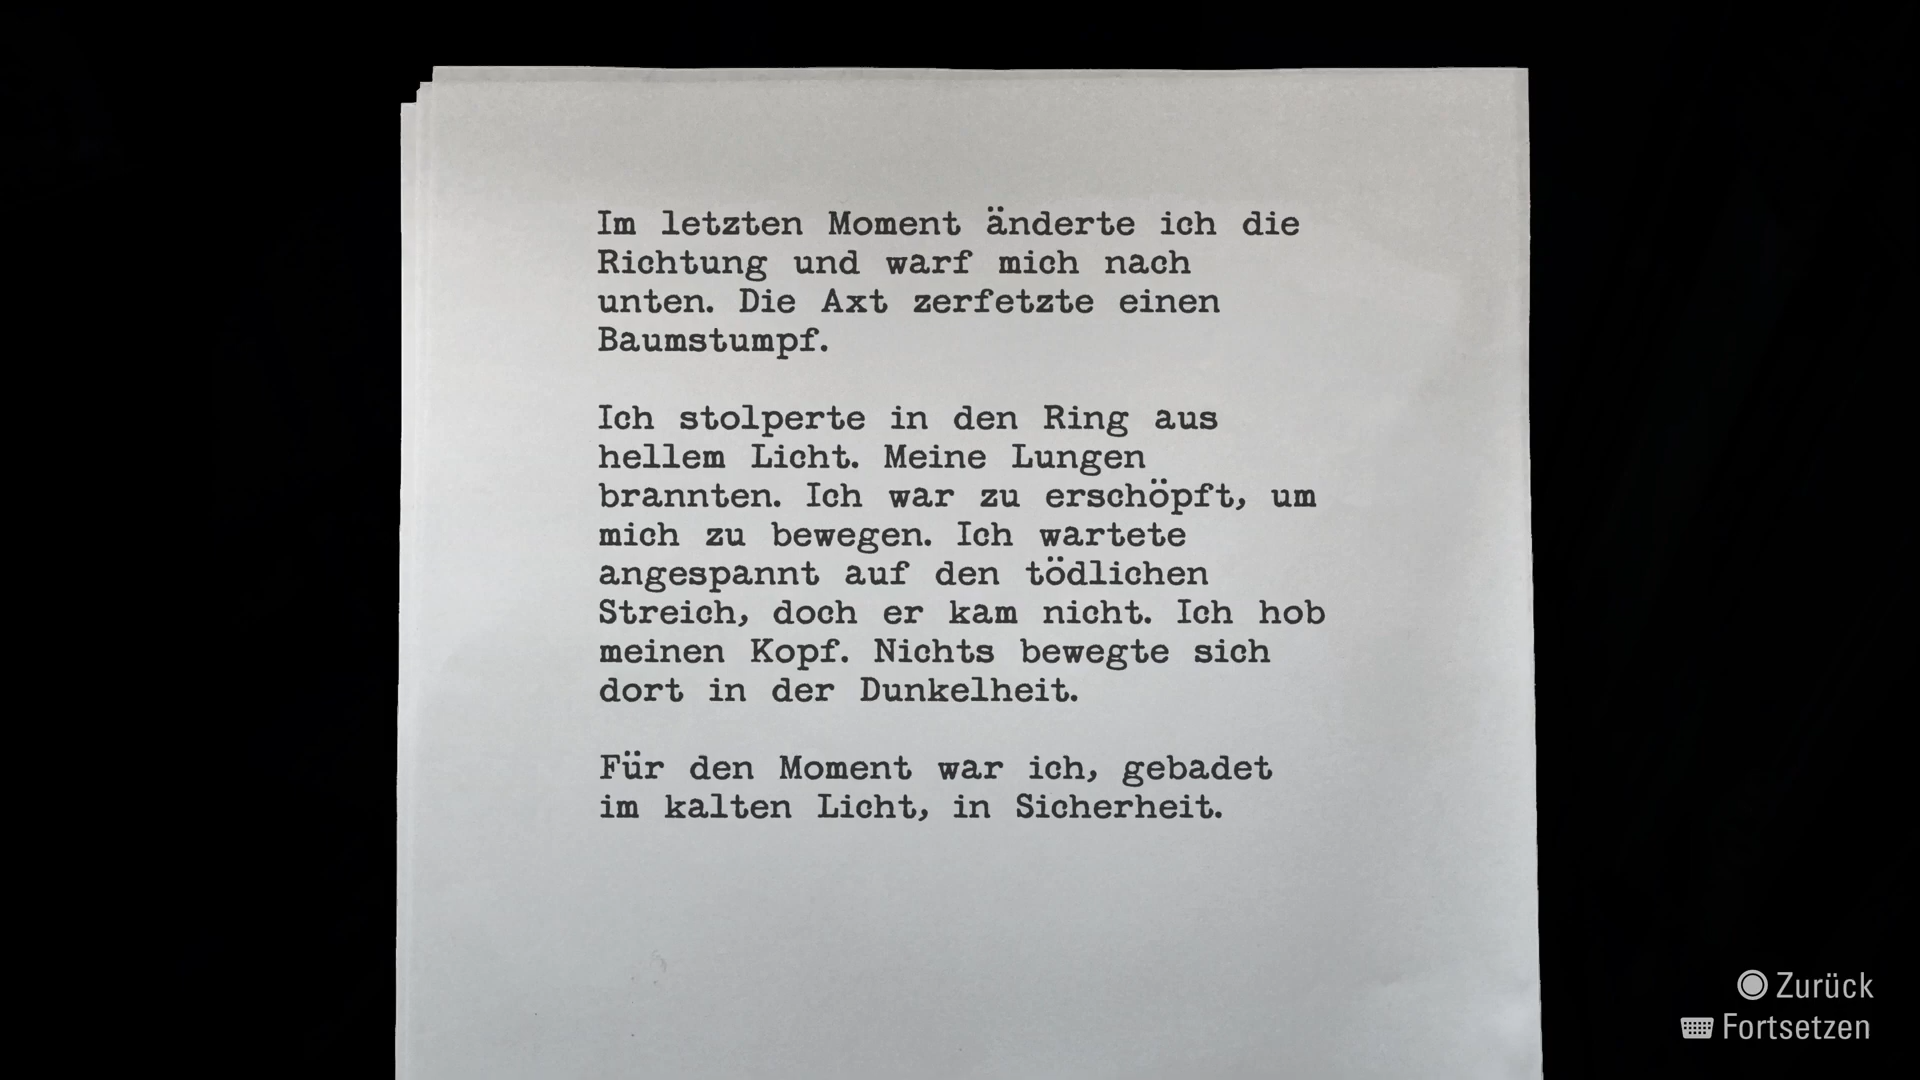 Im letzten Moment änderte ich die
Richtung und warf mich nach
unten. Die Axt zerfetzte einen
Baumstumpf.
Ich stolperte in den Ring aus
hellem Licht. Meine Lungen
brannten. Ich war zu erschöpft, um
mich zu bewegen. Ich wartete
angespannt auf den tödlichen
Streich, doch er kam nicht. Ich hob
meinen Kopf. Nichts bewegte sich
dort in der Dunkelheit.
Für den Moment war ich, gebadet
im kalten Licht, in Sicherheit.
Zurück
Fortsetzen